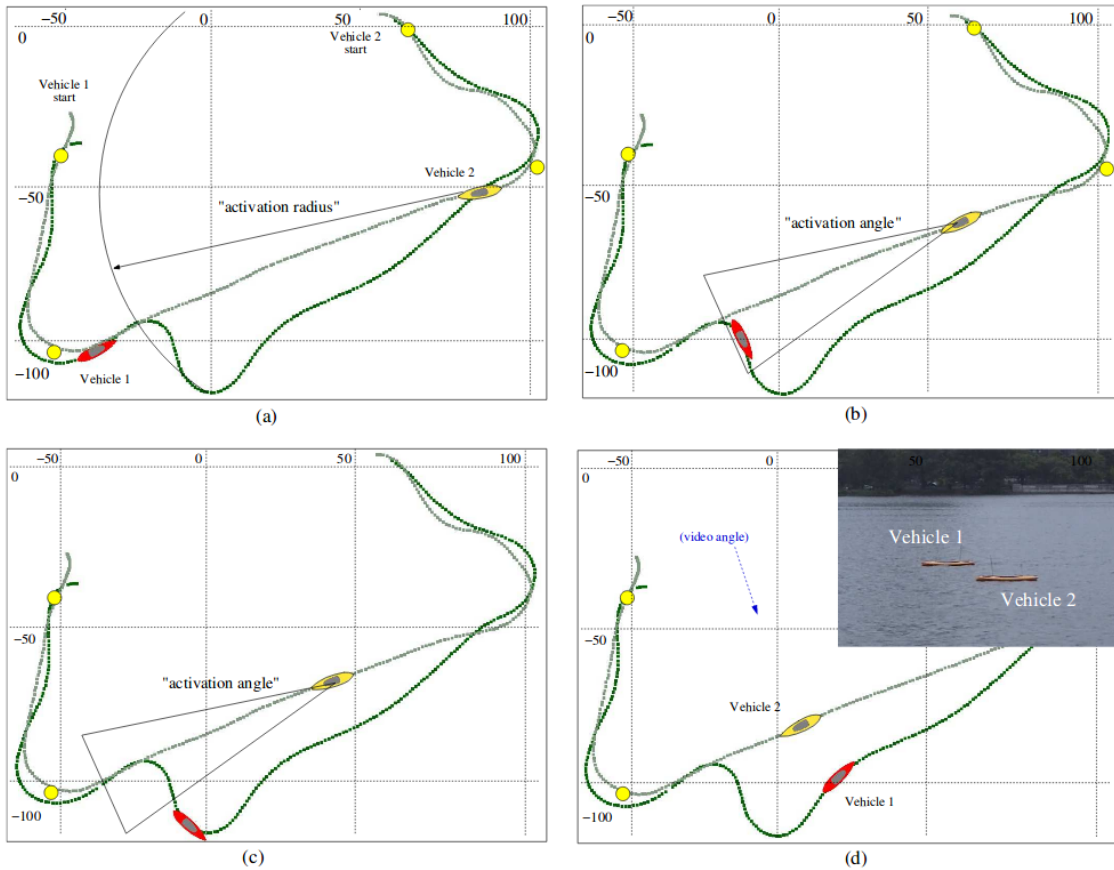 −50
0
50
100
0
Vehicle 2
start
Vehicle 1
start
Vehicle 2
−50
"activation radius"
−100
Vehicle 1
(a)
−50
0
50
100
0
−50
"activation angle"
−100
(b)
−50
0
50
100
0
−50
"activation angle"
−100
(c)
−50
0
50
100
0
(video angle)
Vehicle 1
Vehicle 2
−50
Vehicle 2
Vehicle 1
−100
(d)